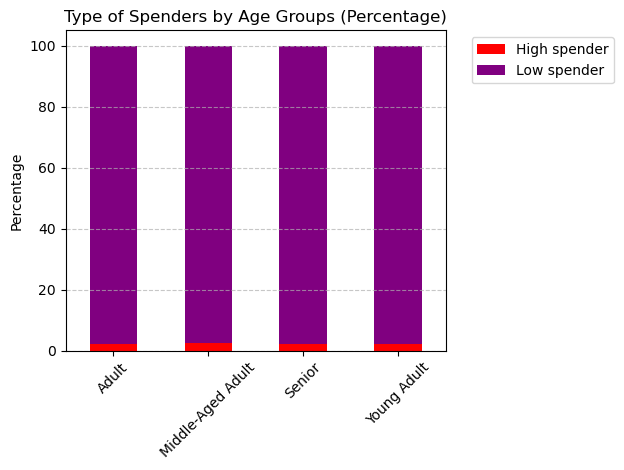 Type of Spenders by Age Groups (Percentage)
High spender
Low spender
Percentage
100
80
60
40
20
0
Adult
Middle-Aged Adult
Senior
Young Adult